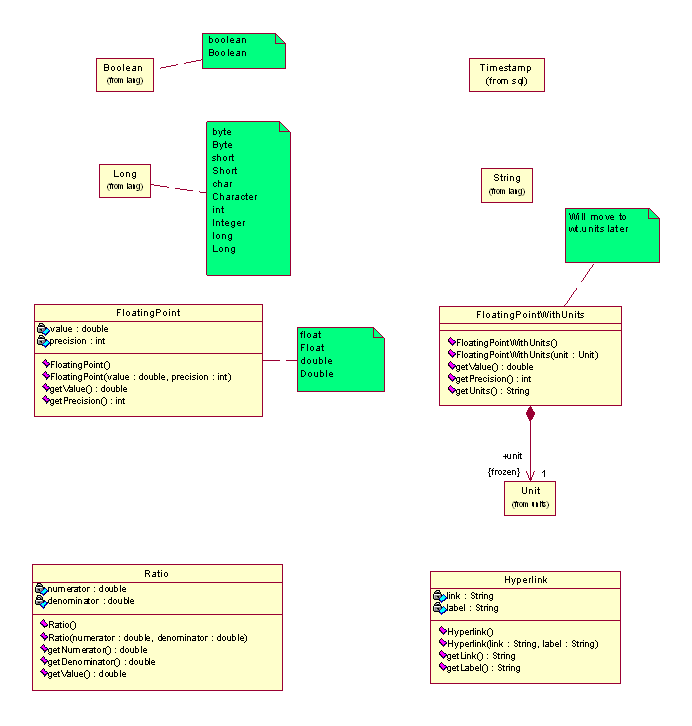 boolean
Boolean
Boolean
(from lang)
Timestamp
(from sql)
byte
Byte
short
Short
char
Character
int
Integer
long
Long
Long
(from lang)
String
(from lang)
Will move to
wt.units later
FloatingPoint
value : double
precision : int
FloatingPoint()
FloatingPoint(value : double, precision : int)
getValue() : double
getPrecision() : int
float
Float
double
Double
FloatingPointWithUnits
FloatingPointWithUnits()
FloatingPointWithUnits(unit : Unit)
getValue() : double
getPrecision() : int
getUnits() : String
+unit
{frozen}
1
Unit
(from units)
Ratio
numerator : double
denominator : double
Ratio()
Ratio(numerator : double, denominator : double)
getNumerator() : double
getDenominator() : double
getValue() : double
Hyperlink
link : String
label : String
Hyperlink()
Hyperlink(link : String, label : String)
getLink() : String
getLabel() : String